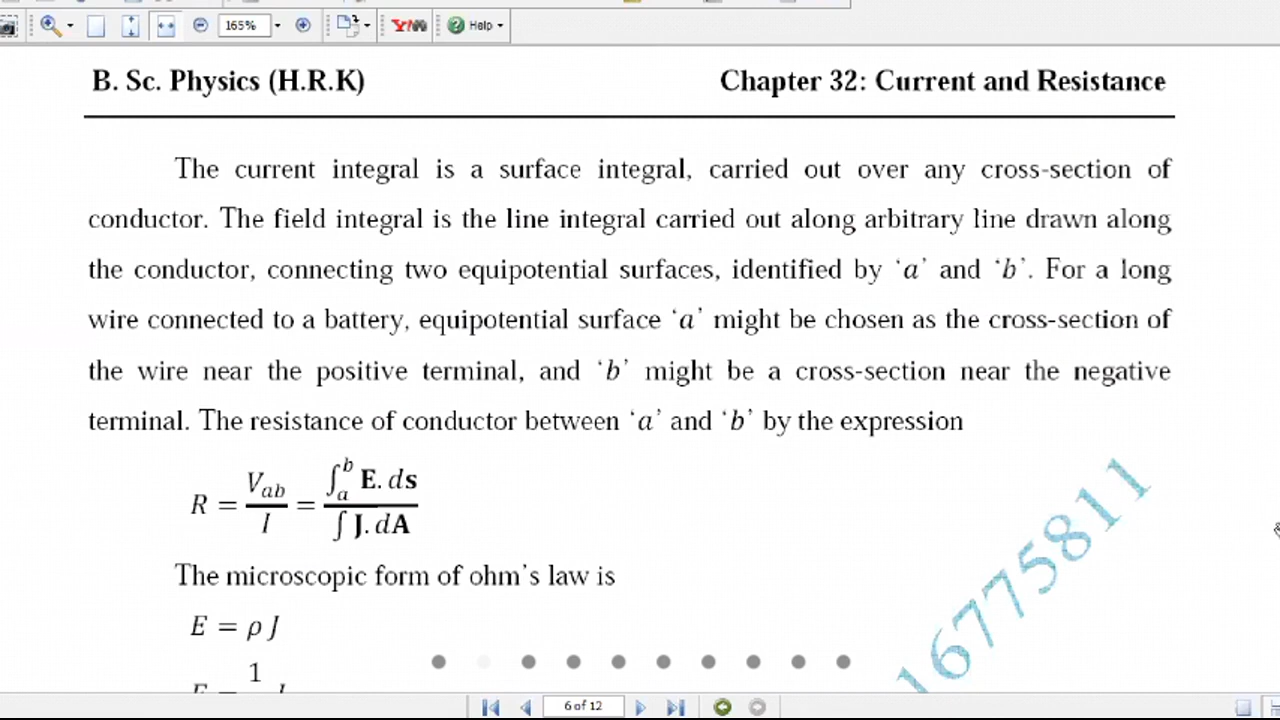 165% Help
B. Sc. Physics (H.R.K) Chapter 32: Current and Resistance
The current integral is a surface integral, carried out over any cross-section of
conductor. The field integral is the line integral carried out along arbitrary line drawn along
the conductor, connecting two equipotential surfaces, identified by ‘a’ and ‘b’. For a long
wire connected to a battery, equipotential surface ‘a’ might be chosen as the cross-section of
the wire near the positive terminal, and ‘b’ might be a cross-section near the negative
terminal. The resistance of conductor between ‘a’ and ‘b’ by the expression
R = V_ab / I = ∫_a^b E. ds / ∫ J. dA
The microscopic form of ohm’s law is
E = ρ J
1
16775811
6 of 12